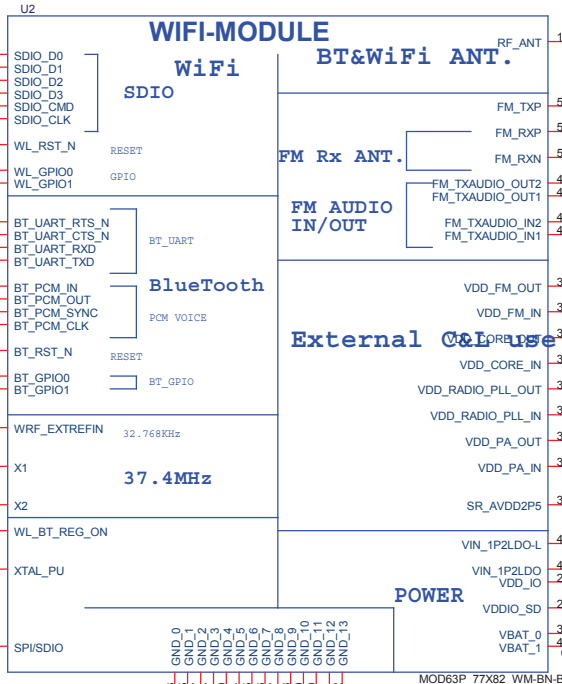 U2
WIFI-MODULE
WiFi
SDIO_D0
SDIO_D1
SDIO_D2
SDIO_D3
SDIO_CMD
SDIO_CLK
SDIO
WL_RST_N
RESET
WL_GPIO0
WL_GPIO1
GPIO
BT_UART_RTS_N
BT_UART_CTS_N
BT_UART_RXD
BT_UART_TXD
BT_UART
BlueTooth
BT_PCM_IN
BT_PCM_OUT
BT_PCM_SYNC
BT_PCM_CLK
PCM VOICE
BT_RST_N
RESET
BT_GPIO0
BT_GPIO1
BT_GPIO
WRF_EXTREFIN
32.768KHz
X1
37.4MHz
X2
WL_BT_REG_ON
XTAL_PU
SPI/SDIO
GND_0
GND_1
GND_2
GND_3
GND_4
GND_5
GND_6
GND_7
GND_8
GND_9
GND_10
GND_11
GND_12
GND_13
RF_ANT
BT&WiFi ANT.
FM_TXP
FM_RXP
FM_RXN
FM Rx ANT.
FM_TXAUDIO_OUT2
FM_TXAUDIO_OUT1
FM AUDIO
IN/OUT
FM_TXAUDIO_IN2
FM_TXAUDIO_IN1
VDD_FM_OUT
VDD_FM_IN
External C&L use
VDD_CORE_OUT
VDD_CORE_IN
VDD_RADIO_PLL_OUT
VDD_RADIO_PLL_IN
VDD_PA_OUT
VDD_PA_IN
SR_AVDD2P5
VIN_1P2LDO-L
VIN_1P2LDO
VDD_IO
POWER
VDDIO_SD
VBAT_0
VBAT_1
MOD63P_77X82_WM-BN-B